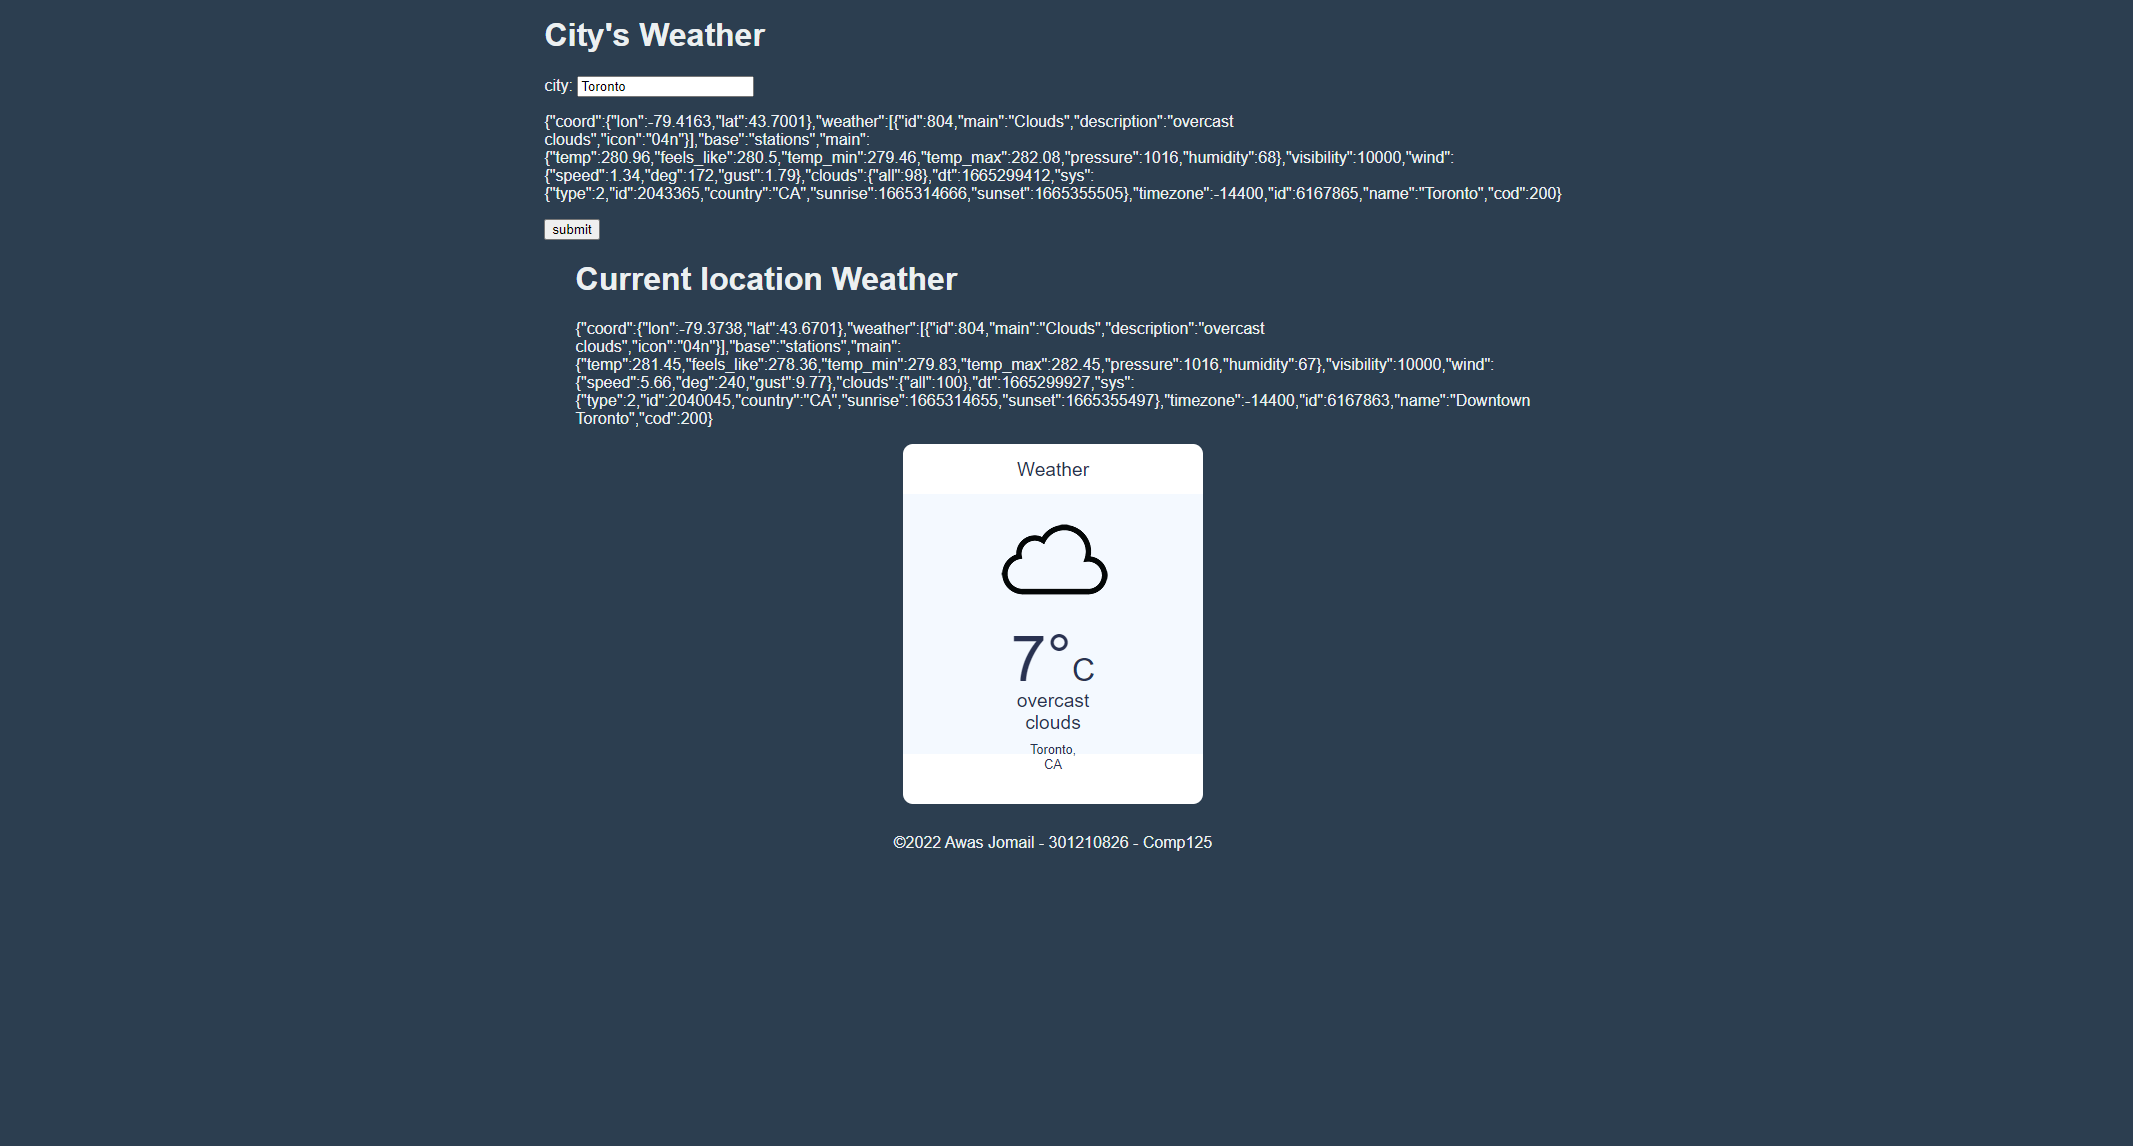 City's Weather
city: Toronto
{"coord":{"lon":-79.4163,"lat":43.7001},"weather":[{"id":804,"main":"Clouds","description":"overcast
clouds","icon":"04n"}],"base":"stations","main":
{"temp":280.96,"feels_like":280.5,"temp_min":279.46,"temp_max":282.08,"pressure":1016,"humidity":68},"visibility":10000,"wind":
{"speed":1.34,"deg":172,"gust":1.79},"clouds":{"all":98},"dt":1665299412,"sys":
{"type":2,"id":2043365,"country":"CA","sunrise":1665314666,"sunset":1665355505},"timezone":-14400,"id":6167865,"name":"Toronto","cod":200}
submit
Current location Weather
{"coord":{"lon":-79.3738,"lat":43.6701},"weather":[{"id":804,"main":"Clouds","description":"overcast
clouds","icon":"04n"}],"base":"stations","main":
{"temp":281.45,"feels_like":278.36,"temp_min":279.83,"temp_max":282.45,"pressure":1016,"humidity":67},"visibility":10000,"wind":
{"speed":5.66,"deg":240,"gust":9.77},"clouds":{"all":100},"dt":1665299927,"sys":
{"type":2,"id":2040045,"country":"CA","sunrise":1665314655,"sunset":1665355497},"timezone":-14400,"id":6167863,"name":"Downtown
Toronto","cod":200}
Weather
7°C
overcast
clouds
Toronto,
CA
©2022 Awas Jomail - 301210826 - Comp125